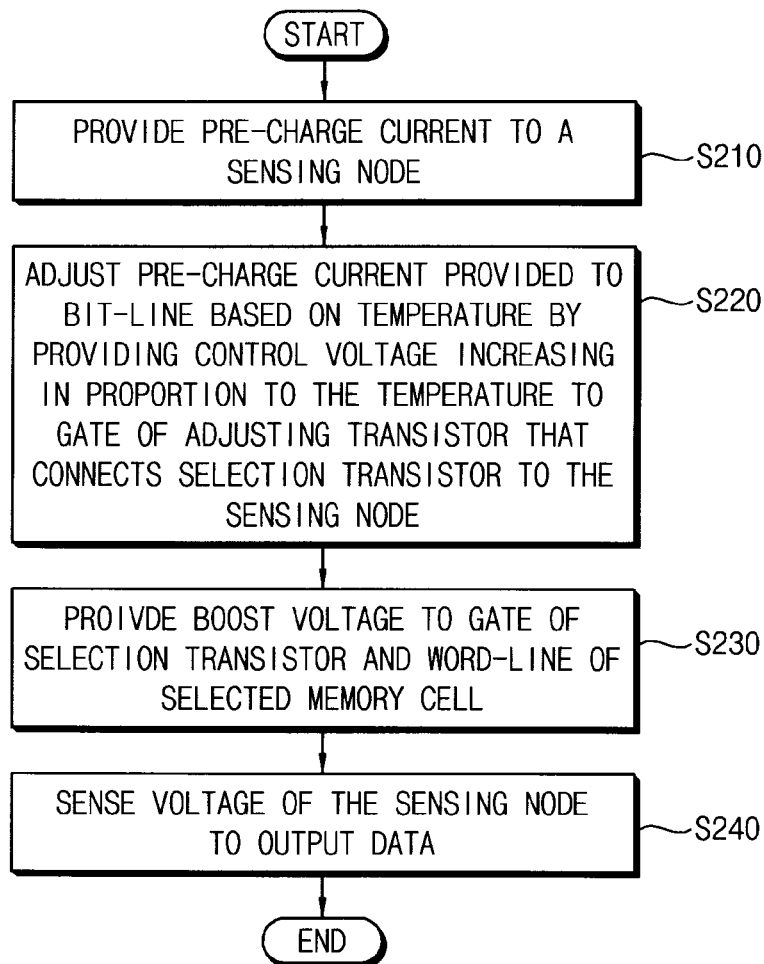 START
PROVIDE PRE-CHARGE CURRENT TO A
SENSING NODE
S210
ADJUST PRE-CHARGE CURRENT PROVIDED TO
BIT-LINE BASED ON TEMPERATURE BY
PROVIDING CONTROL VOLTAGE INCREASING
IN PROPORTION TO THE TEMPERATURE TO
GATE OF ADJUSTING TRANSISTOR THAT
CONNECTS SELECTION TRANSISTOR TO THE
SENSING NODE
S220
PROIVDE BOOST VOLTAGE TO GATE OF
SELECTION TRANSISTOR AND WORD-LINE OF
SELECTED MEMORY CELL
S230
SENSE VOLTAGE OF THE SENSING NODE
TO OUTPUT DATA
S240
END